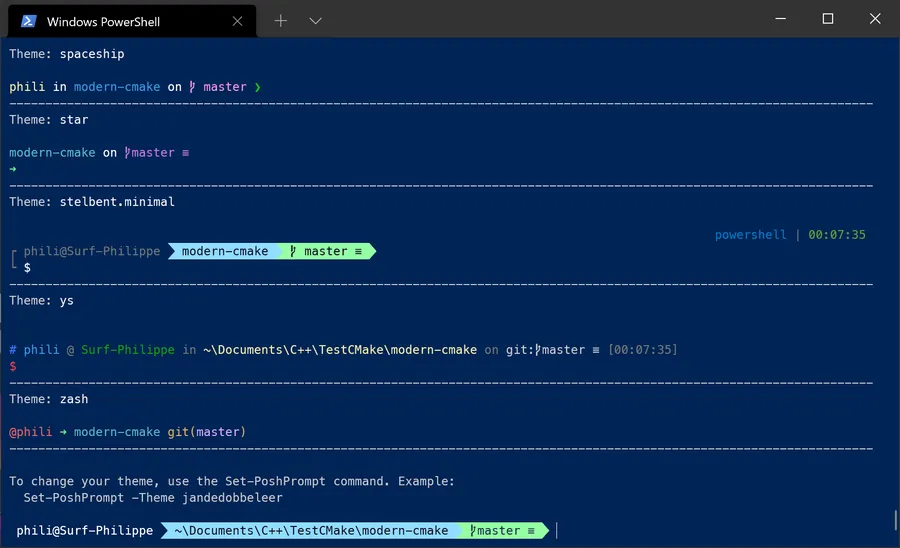 Windows PowerShell
Theme: spaceship
phili in modern-cmake on master ❯
Theme: star
modern-cmake on master ≡
➜
Theme: stelbent.minimal
powershell | 00:07:35
phili@Surf-Philippe modern-cmake master ≡
$
Theme: ys
# phili @ Surf-Philippe in ~\Documents\C++\TestCMake\modern-cmake on git:master ≡ [00:07:35]
$
Theme: zash
@phili ➜ modern-cmake git(master)
To change your theme, use the Set-PoshPrompt command. Example:
Set-PoshPrompt -Theme jandedobbeleer
phili@Surf-Philippe ~\Documents\C++\TestCMake\modern-cmake master ≡